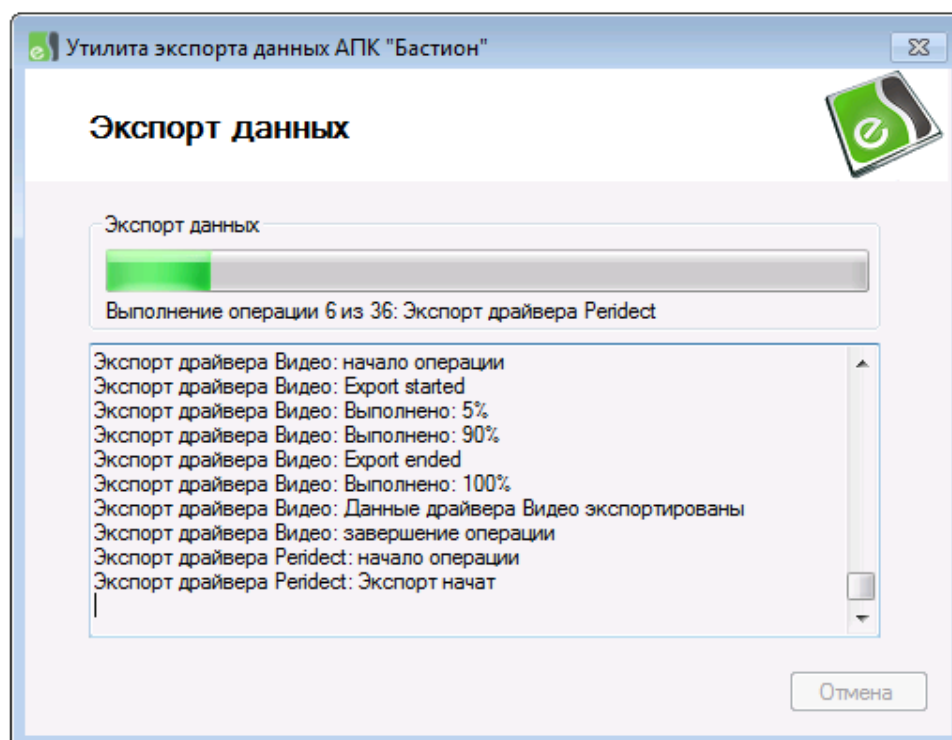 Утилита экспорта данных АПК "Бастион"
Экспорт данных
Экспорт данных
Выполнение операции 6 из 36: Экспорт драйвера Peridect
Экспорт драйвера Видео: начало операции
Экспорт драйвера Видео: Export started
Экспорт драйвера Видео: Выполнено: 5%
Экспорт драйвера Видео: Выполнено: 90%
Экспорт драйвера Видео: Export ended
Экспорт драйвера Видео: Выполнено: 100%
Экспорт драйвера Видео: Данные драйвера Видео экспортированы
Экспорт драйвера Видео: завершение операции
Экспорт драйвера Peridect: начало операции
Экспорт драйвера Peridect: Экспорт начат
Отмена